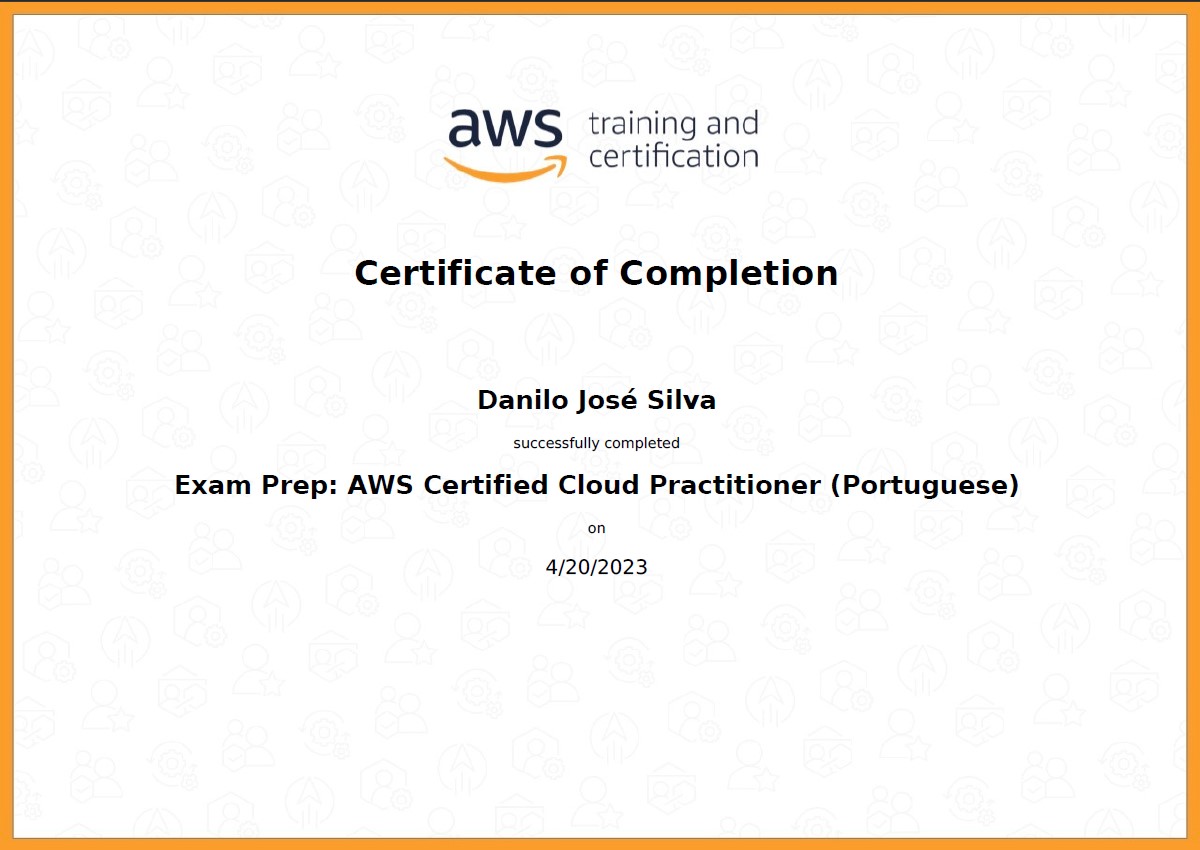 aws training and
certification
Certificate of Completion
Danilo José Silva
successfully completed
Exam Prep: AWS Certified Cloud Practitioner (Portuguese)
on
4/20/2023